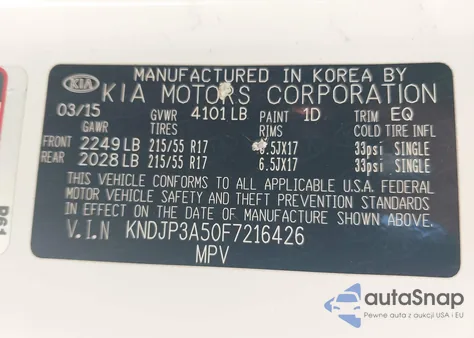 MANUFACTURED IN KOREA BY
KIA KIA MOTORS CORPORATION
03/15 GVWR 4101 LB PAINT 1D TRIM EQ
GAWR TIRES RIMS COLD TIRE INFL
FRONT 2249 LB 215/55 R17 6.5JX17 33psi SINGLE
REAR 2028 LB 215/55 R17 6.5JX17 33psi SINGLE
THIS VEHICLE CONFORMS TO ALL APPLICABLE U.S.A. FEDERAL
MOTOR VEHICLE SAFETY AND THEFT PREVENTION STANDARDS
IN EFFECT ON THE DATE OF MANUFACTURE SHOWN ABOVE.
V.I.N KNDJP3A50F7216426
MPV
B61
autaSnap
Pewne auta z aukcji USA i EU